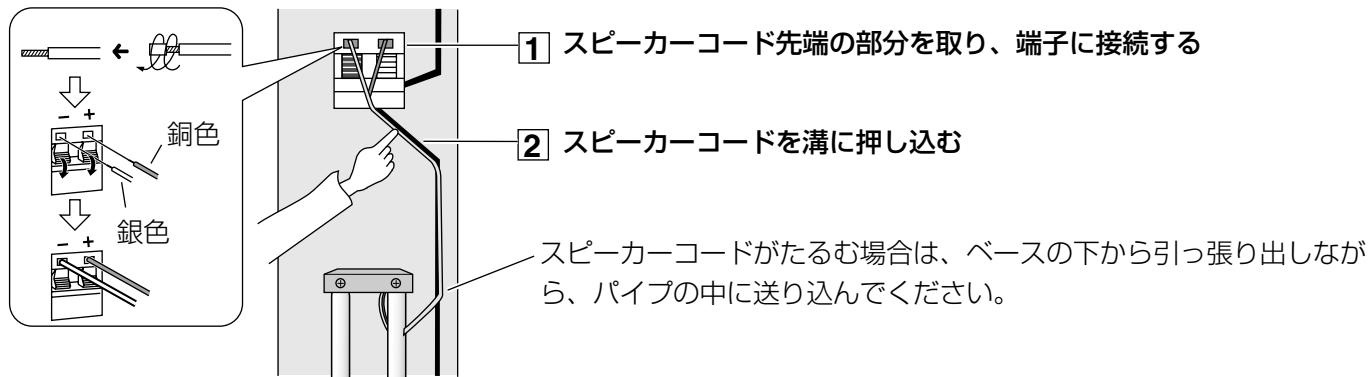 1 スピーカーコード先端の部分を取り、端子に接続する
- +
銅色
2 スピーカーコードを溝に押し込む
銀色
- +
スピーカーコードがたるむ場合は、ベースの下から引っ張り出しなが
ら、パイプの中に送り込んでください。